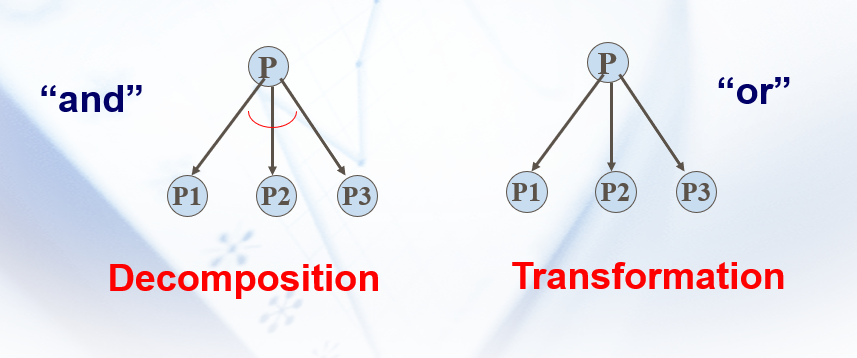 “and”
P
P1
P2
P3
Decomposition
“or”
P
P1
P2
P3
Transformation